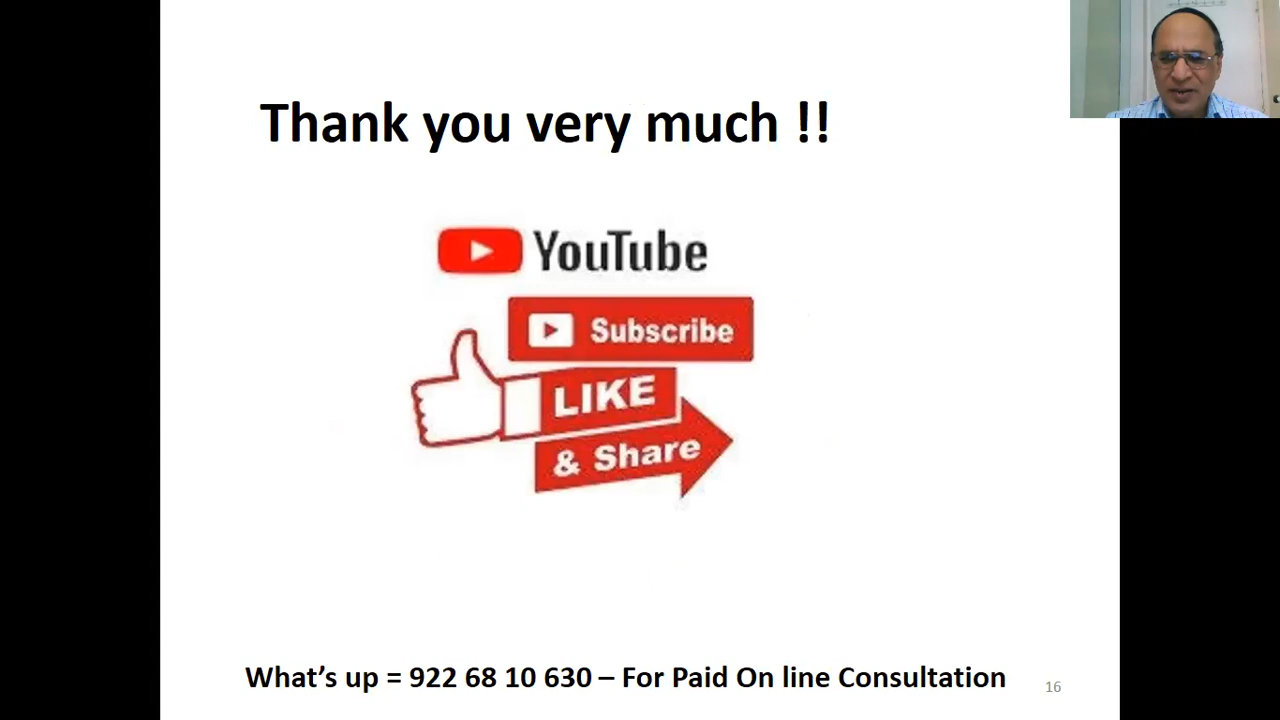 Thank you very much !!
YouTube
Subscribe
LIKE
& Share
What's up = 922 68 10 630 – For Paid On line Consultation
16